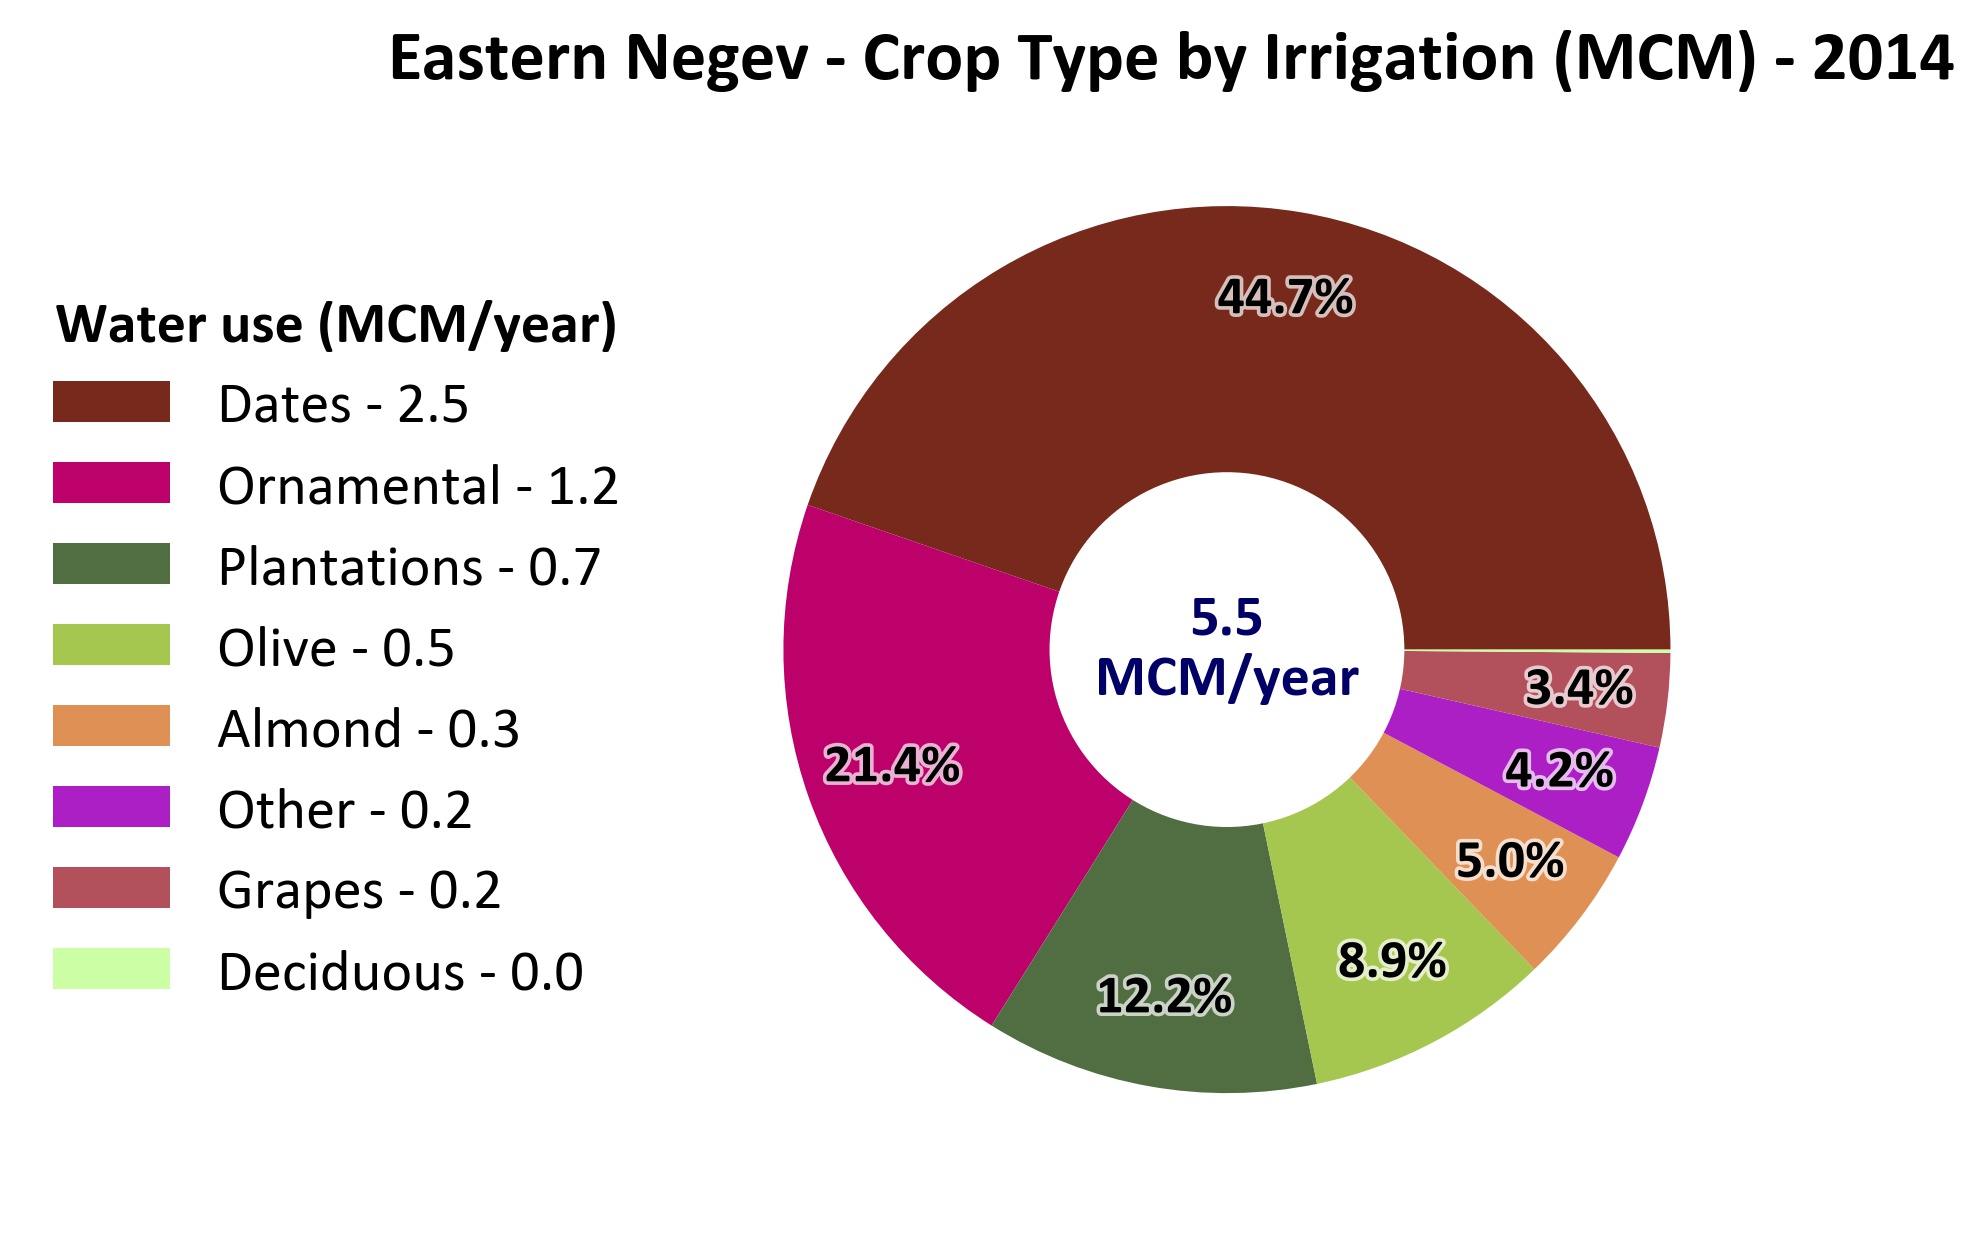 Eastern Negev - Crop Type by Irrigation (MCM) - 2014
Water use (MCM/year)
Dates - 2.5
Ornamental - 1.2
Plantations - 0.7
Olive - 0.5
Almond - 0.3
Other - 0.2
Grapes - 0.2
Deciduous - 0.0
44.7%
21.4%
12.2%
8.9%
5.0%
4.2%
3.4%
5.5
MCM/year